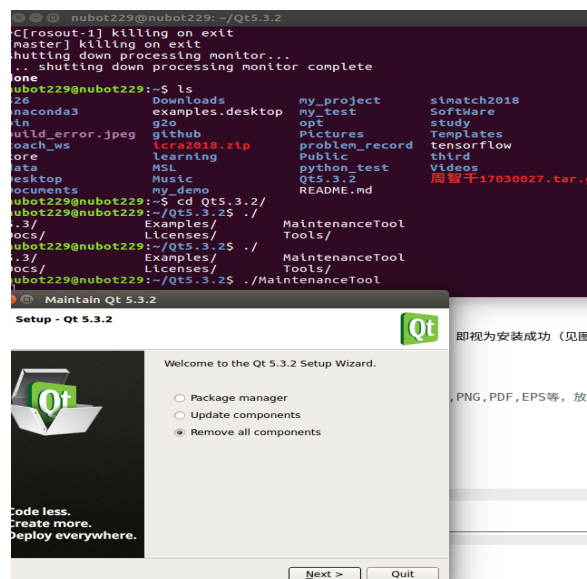 nubot229@nubot229: ~/Qt5.3.2
^C[rosout-1] killing on exit
[master] killing on exit
shutting down processing monitor...
... shutting down processing monitor complete
done
nubot229@nubot229:~$ ls
26 Downloads my_project simatch2018
anaconda3 examples.desktop my_test SoftWare
bin g2o opt study
build_error.jpeg github Pictures Templates
coach_ws icra2018.zip problem_record tensorflow
core learning Public third
data MSL python_test Videos
Desktop Music Qt5.3.2 周智千17030027.tar.g
Documents my_demo README.md
nubot229@nubot229:~$ cd Qt5.3.2/
nubot229@nubot229:~/Qt5.3.2$ ./
5.3/ Examples/ MaintenanceTool
Docs/ Licenses/ Tools/
nubot229@nubot229:~/Qt5.3.2$ ./
5.3/ Examples/ MaintenanceTool
Docs/ Licenses/ Tools/
nubot229@nubot229:~/Qt5.3.2$ ./MaintenanceTool
Maintain Qt 5.3.2
Setup - Qt 5.3.2
Qt
即视为安装成功（见图
Welcome to the Qt 5.3.2 Setup Wizard.
Qt
Package manager
,PNG,PDF,EPS等，放
Update components
Remove all components
Code less.
Create more.
Deploy everywhere.
Next >
Quit